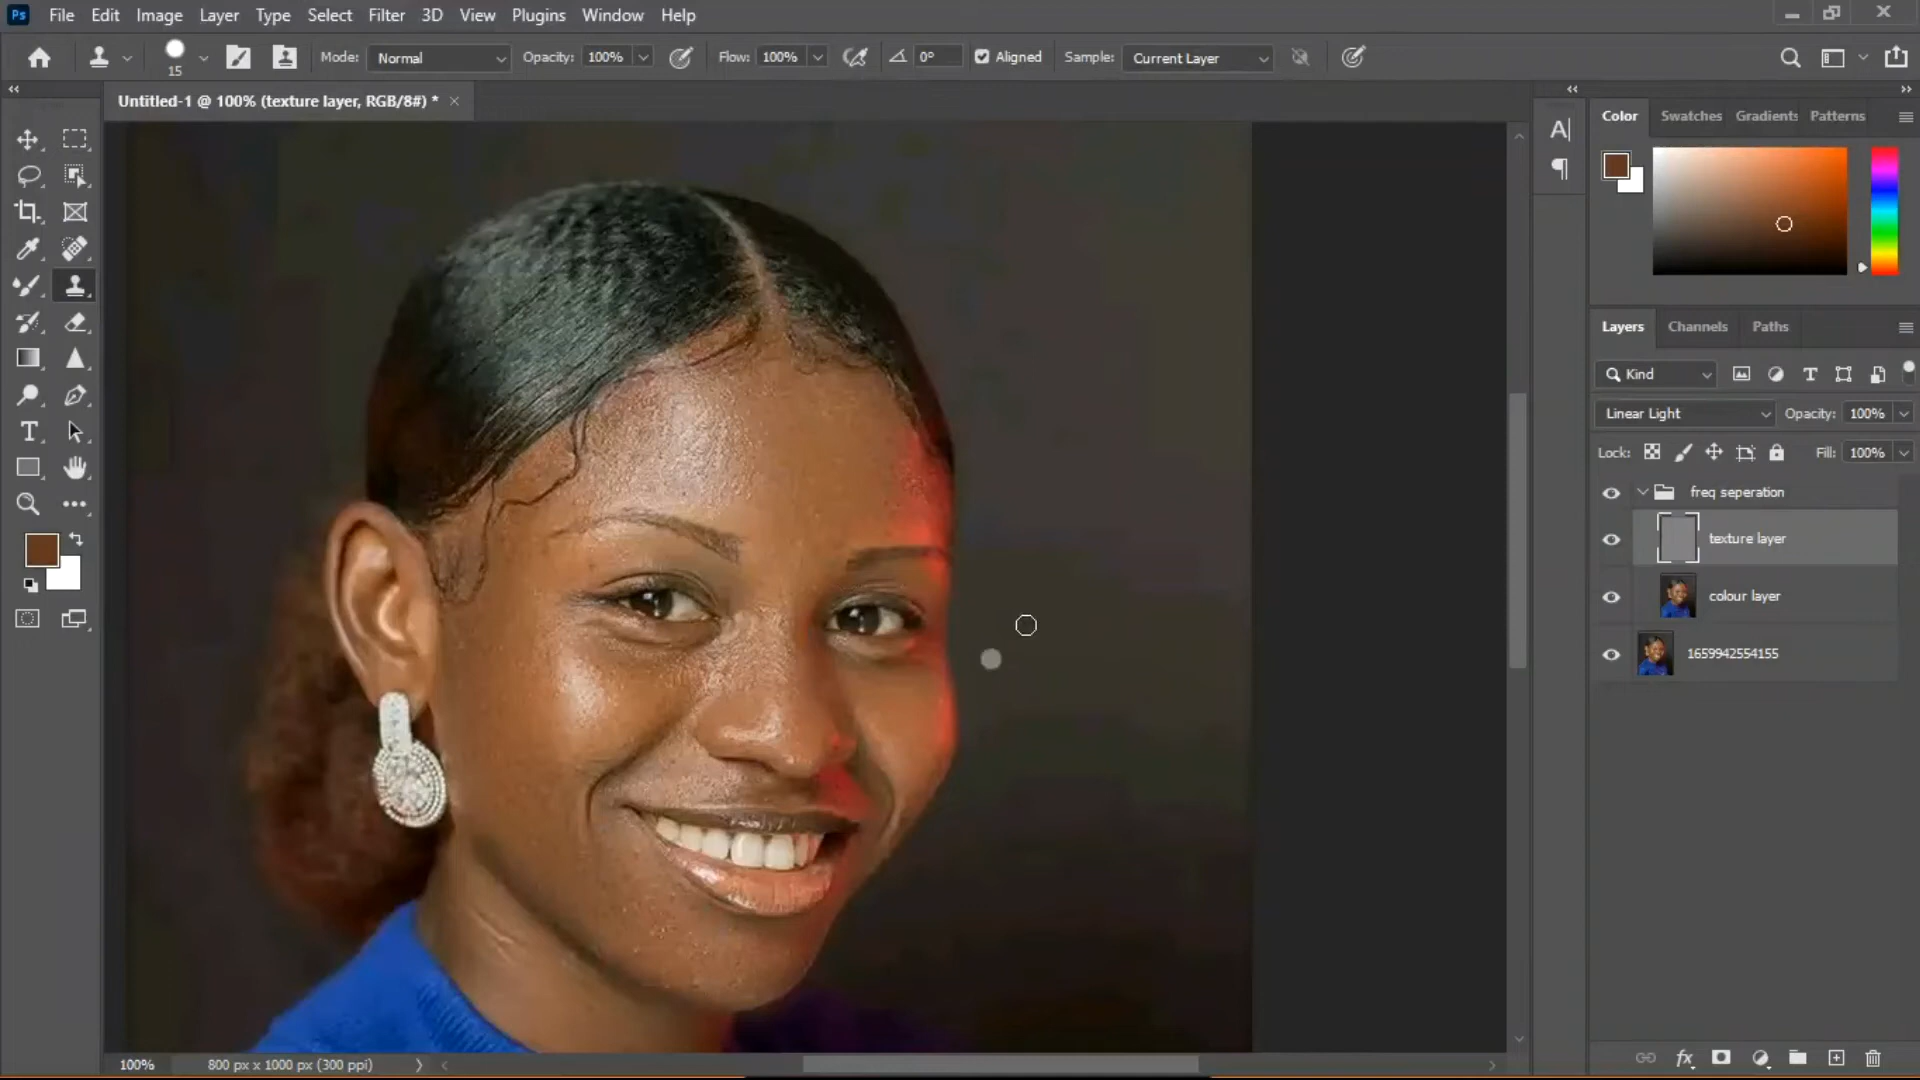 Ps File Edit Image Layer Type Select Filter 3D View Plugins Window Help
15 Mode: Normal Opacity: 100% Flow: 100% 0° Aligned Sample: Current Layer
Untitled-1 @ 100% (texture layer, RGB/8#) *
Color Swatches Gradients Patterns
Layers Channels Paths
Kind
Linear Light Opacity: 100%
Lock: Fill: 100%
freq seperation
texture layer
colour layer
1659942554155
100% 800 px x 1000 px (300 ppi)